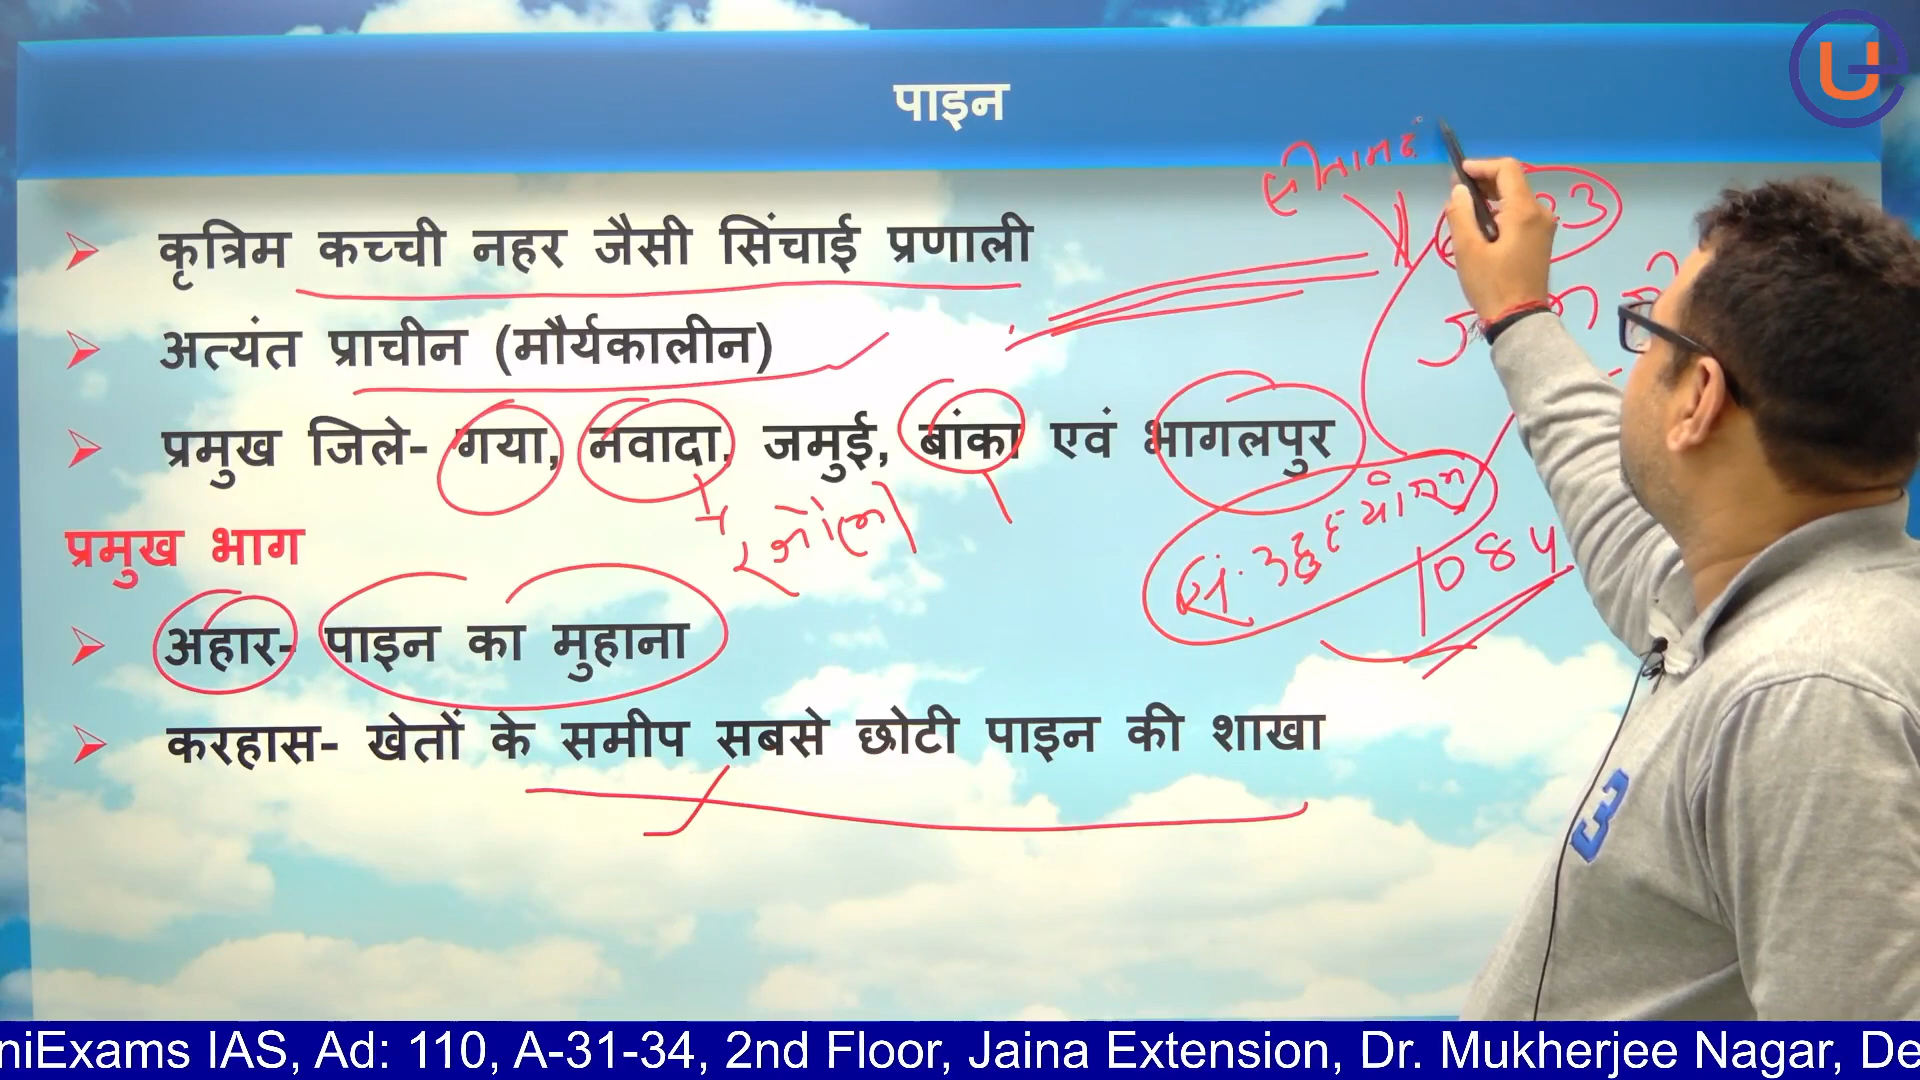 पाइन
कृत्रिम कच्ची नहर जैसी सिंचाई प्रणाली
अत्यंत प्राचीन (मौर्यकालीन)
प्रमुख जिले- गया, नवादा, जमुई, बांका एवं भागलपुर
प्रमुख भाग
अहार- पाइन का मुहाना
करहास- खेतों के समीप सबसे छोटी पाइन की शाखा
1084
niExams IAS, Ad: 110, A-31-34, 2nd Floor, Jaina Extension, Dr. Mukherjee Nagar, De